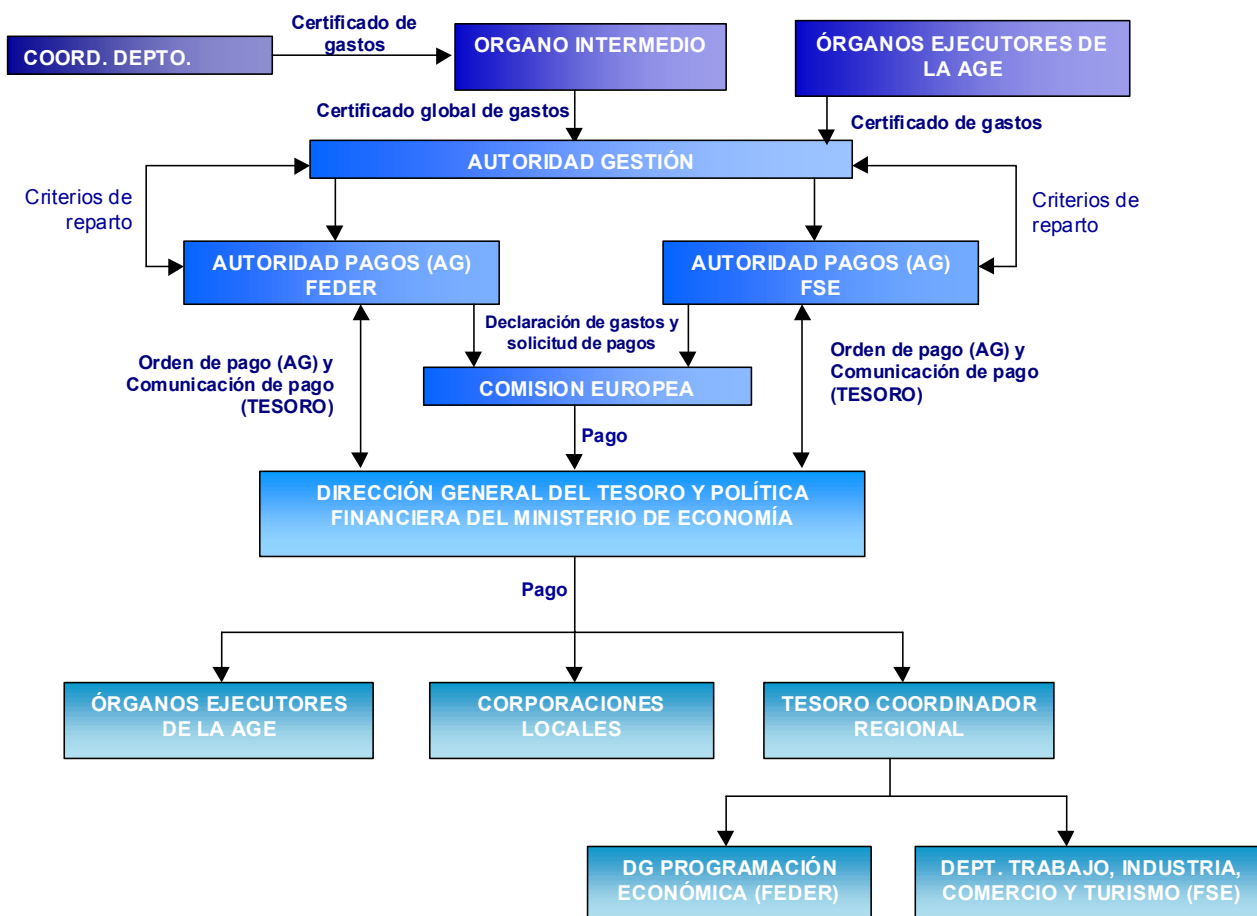 Certificado de
gastos
COORD. DEPTO.
ORGANO INTERMEDIO
ÓRGANOS EJECUTORES DE
LA AGE
Certificado global de gastos
Certificado de gastos
AUTORIDAD GESTIÓN
Criterios de
reparto
Criterios de
reparto
AUTORIDAD PAGOS (AG)
FEDER
AUTORIDAD PAGOS (AG)
FSE
Declaración de gastos y
solicitud de pagos
Orden de pago (AG) y
Comunicación de pago
(TESORO)
Orden de pago (AG) y
Comunicación de pago
(TESORO)
COMISION EUROPEA
Pago
DIRECCIÓN GENERAL DEL TESORO Y POLÍTICA
FINANCIERA DEL MINISTERIO DE ECONOMÍA
Pago
ÓRGANOS EJECUTORES
DE LA AGE
CORPORACIONES
LOCALES
TESORO COORDINADOR
REGIONAL
DG PROGRAMACIÓN
ECONÓMICA (FEDER)
DEPT. TRABAJO, INDUSTRIA,
COMERCIO Y TURISMO (FSE)